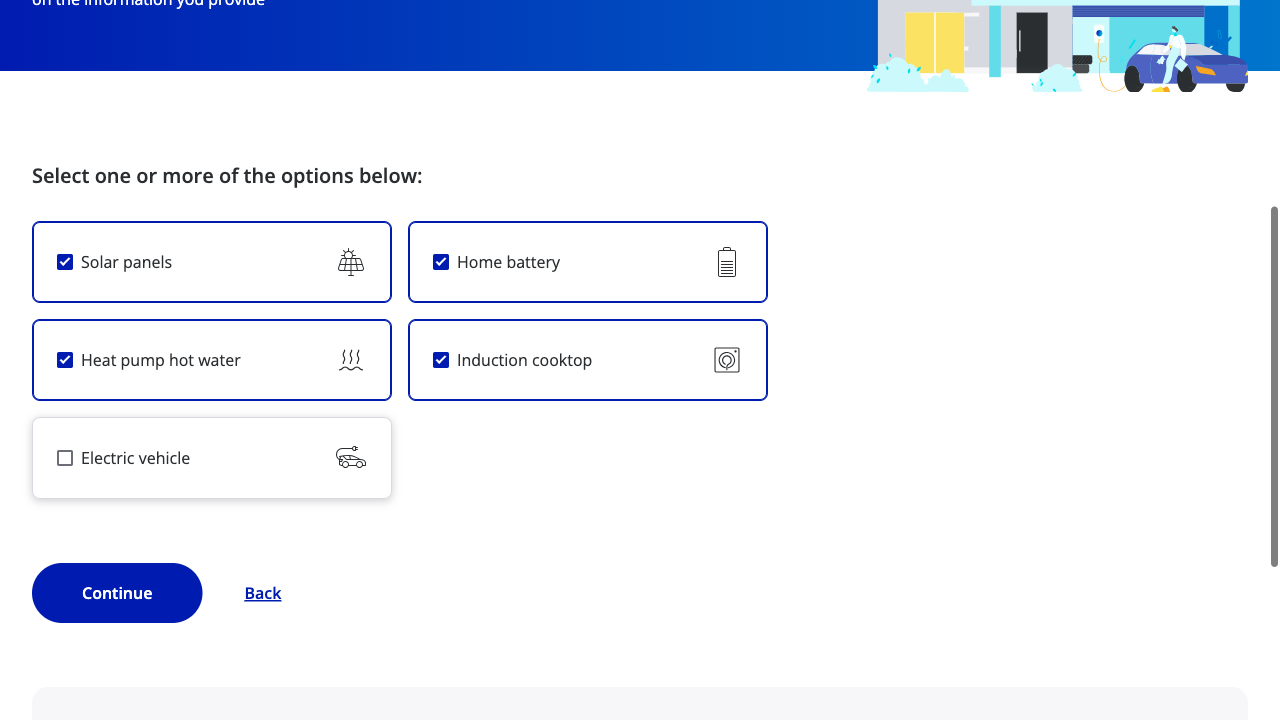 on the information you provide
Select one or more of the options below:
Solar panels
Home battery
Heat pump hot water
Induction cooktop
Electric vehicle
Continue
Back